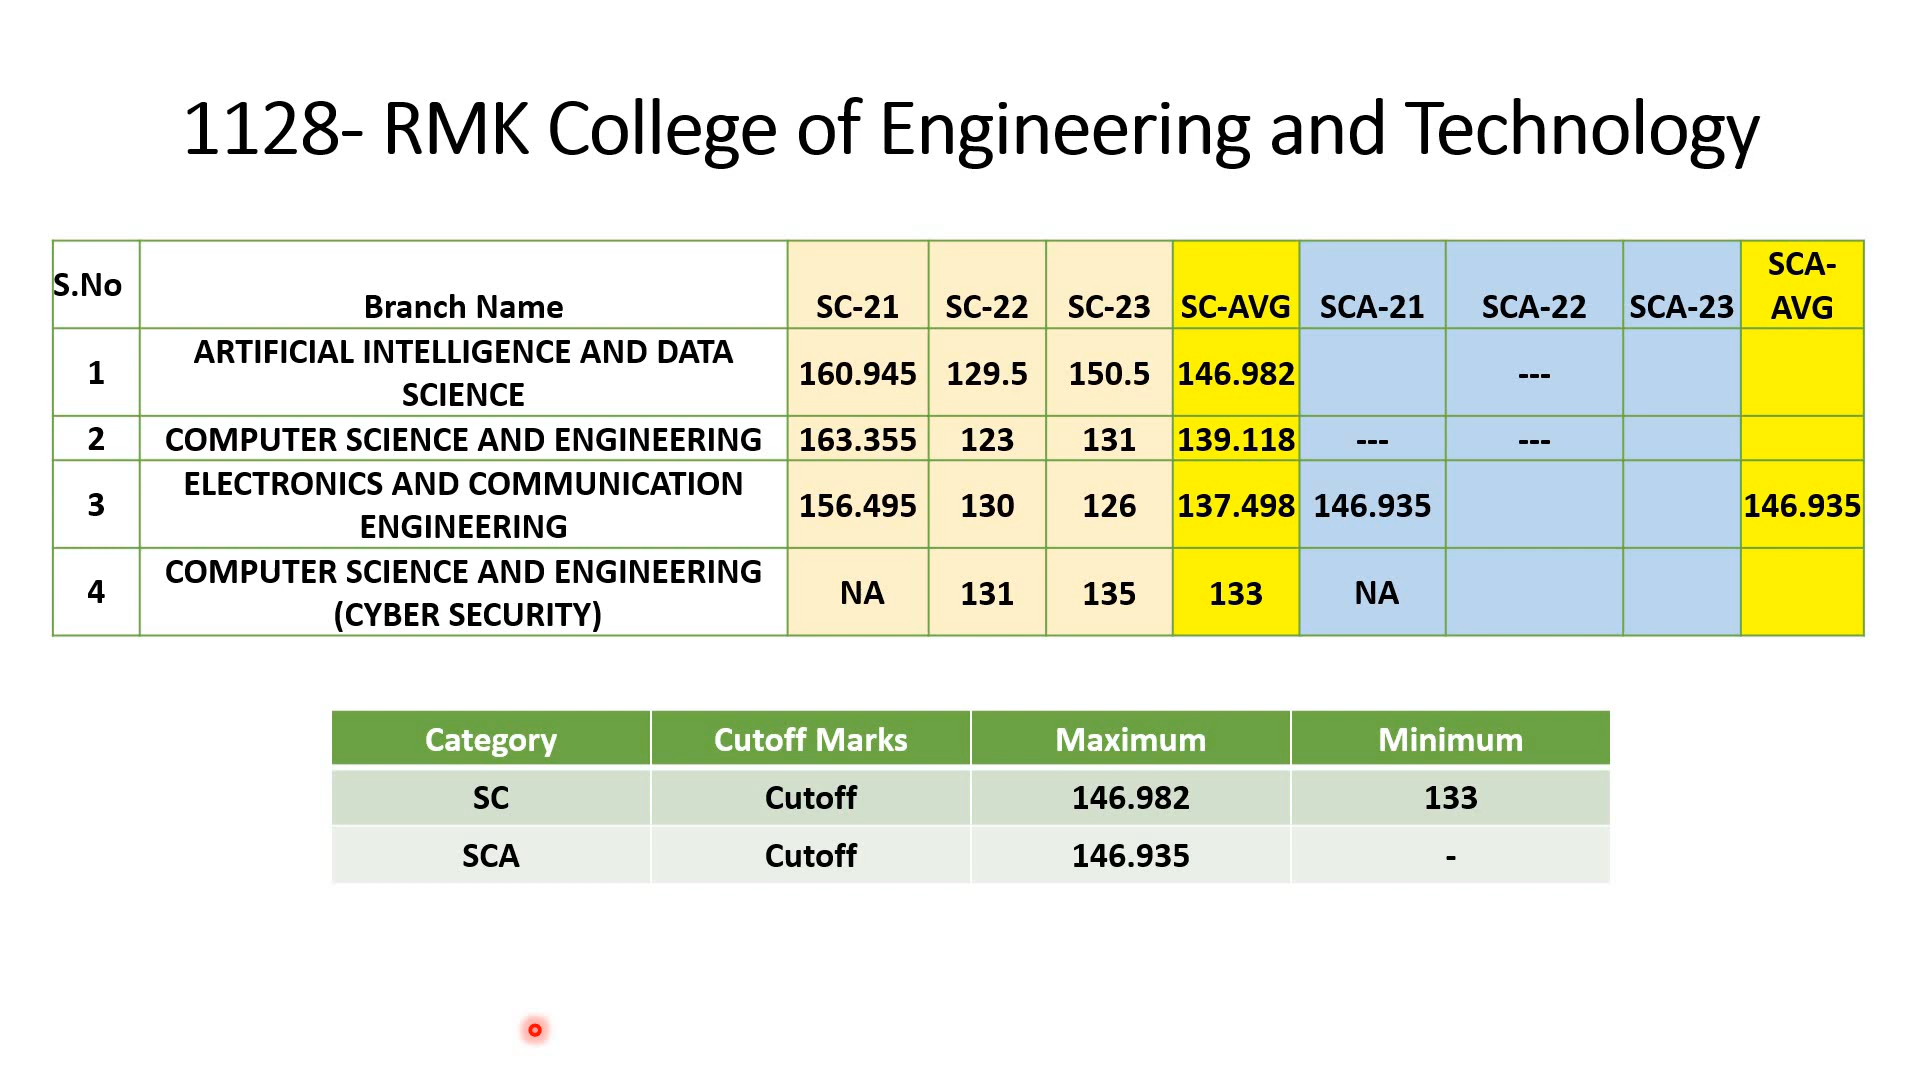 1128- RMK College of Engineering and Technology
S.No Branch Name SC-21 SC-22 SC-23 SC-AVG SCA-21 SCA-22 SCA-23 SCA-AVG
1 ARTIFICIAL INTELLIGENCE AND DATA SCIENCE 160.945 129.5 150.5 146.982 ---
2 COMPUTER SCIENCE AND ENGINEERING 163.355 123 131 139.118 --- ---
3 ELECTRONICS AND COMMUNICATION ENGINEERING 156.495 130 126 137.498 146.935 146.935
4 COMPUTER SCIENCE AND ENGINEERING (CYBER SECURITY) NA 131 135 133 NA
Category Cutoff Marks Maximum Minimum
SC Cutoff 146.982 133
SCA Cutoff 146.935 -